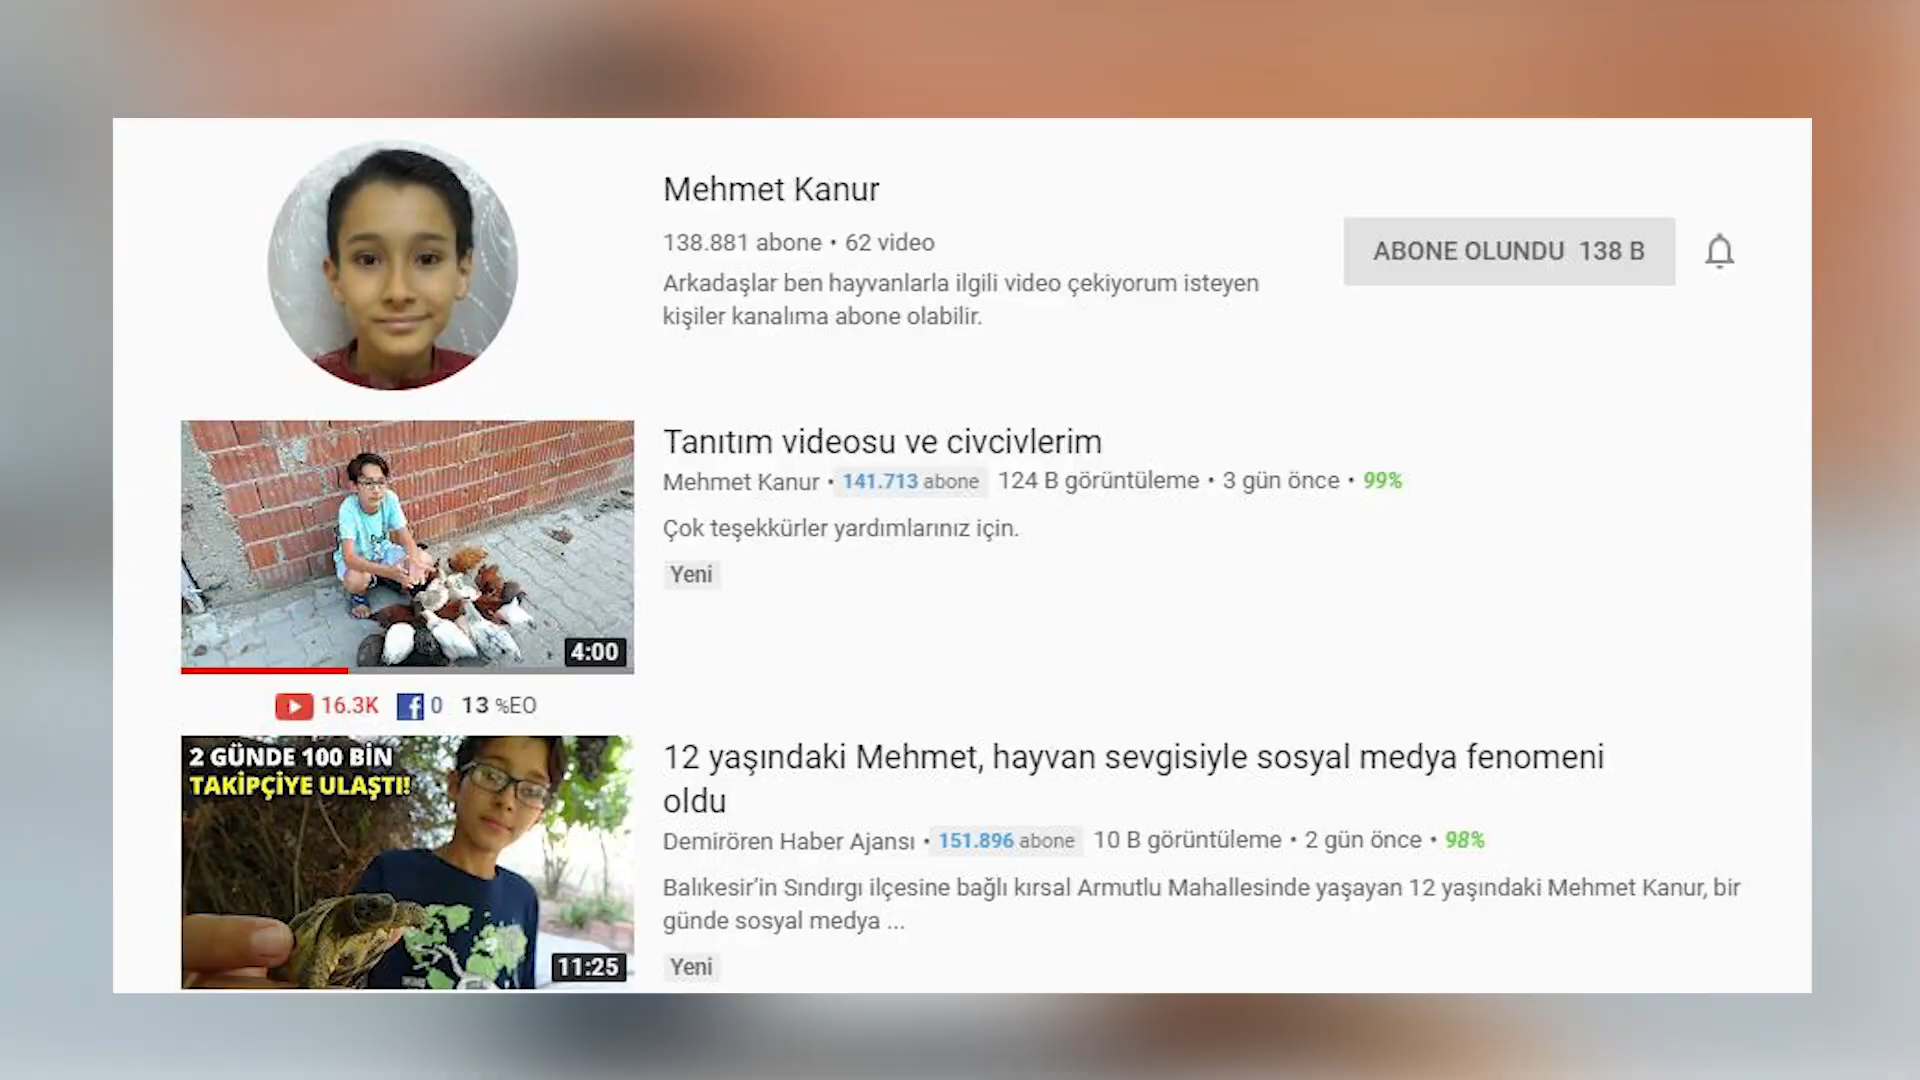 Mehmet Kanur
138.881 abone • 62 video
Arkadaşlar ben hayvanlarla ilgili video çekiyorum isteyen
kişiler kanalıma abone olabilir.
ABONE OLUNDU 138 B
Tanıtım videosu ve civcivlerim
Mehmet Kanur • 141.713 abone 124 B görüntüleme • 3 gün önce • 99%
Çok teşekkürler yardımlarınız için.
Yeni
4:00
16.3K 0 13 %EO
2 GÜNDE 100 BİN
TAKİPÇİYE ULAŞTI!
11:25
12 yaşındaki Mehmet, hayvan sevgisiyle sosyal medya fenomeni
oldu
Demirören Haber Ajansı • 151.896 abone 10 B görüntüleme • 2 gün önce • 98%
Balıkesir’in Sındırgı ilçesine bağlı kırsal Armutlu Mahallesinde yaşayan 12 yaşındaki Mehmet Kanur, bir
günde sosyal medya ...
Yeni